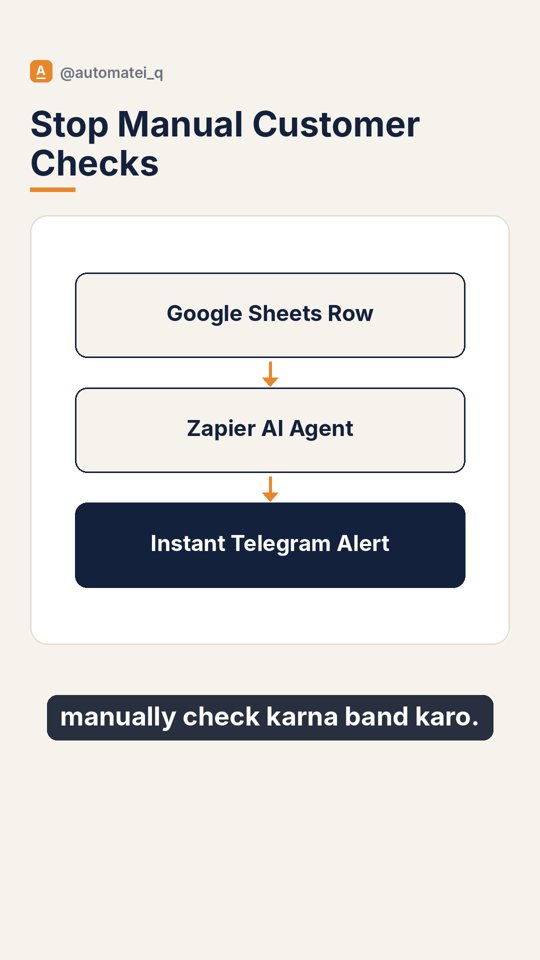 A
@automatei_q
Stop Manual Customer
Checks
Google Sheets Row
Zapier AI Agent
Instant Telegram Alert
manually check karna band karo.